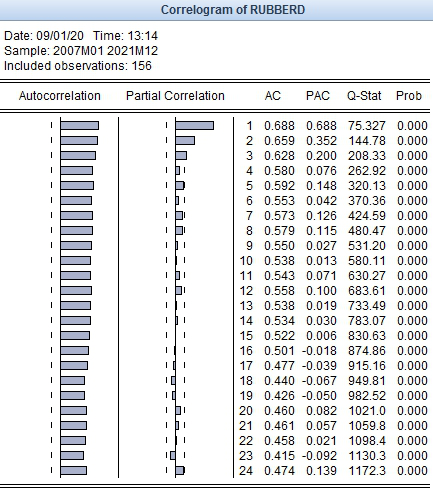 Correlogram of RUBBERD
Date: 09/01/20 Time: 13:14
Sample: 2007M01 2021M12
Included observations: 156
Autocorrelation Partial Correlation AC PAC Q-Stat Prob
1 0.688 0.688 75.327 0.000
2 0.659 0.352 144.78 0.000
3 0.628 0.200 208.33 0.000
4 0.580 0.076 262.92 0.000
5 0.592 0.148 320.13 0.000
6 0.553 0.042 370.36 0.000
7 0.573 0.126 424.59 0.000
8 0.579 0.115 480.47 0.000
9 0.550 0.027 531.20 0.000
10 0.538 0.013 580.11 0.000
11 0.543 0.071 630.27 0.000
12 0.558 0.100 683.61 0.000
13 0.538 0.019 733.49 0.000
14 0.534 0.030 783.07 0.000
15 0.522 0.006 830.63 0.000
16 0.501 -0.018 874.86 0.000
17 0.477 -0.039 915.16 0.000
18 0.440 -0.067 949.81 0.000
19 0.426 -0.050 982.52 0.000
20 0.460 0.082 1021.0 0.000
21 0.461 0.057 1059.8 0.000
22 0.458 0.021 1098.4 0.000
23 0.415 -0.092 1130.3 0.000
24 0.474 0.139 1172.3 0.000